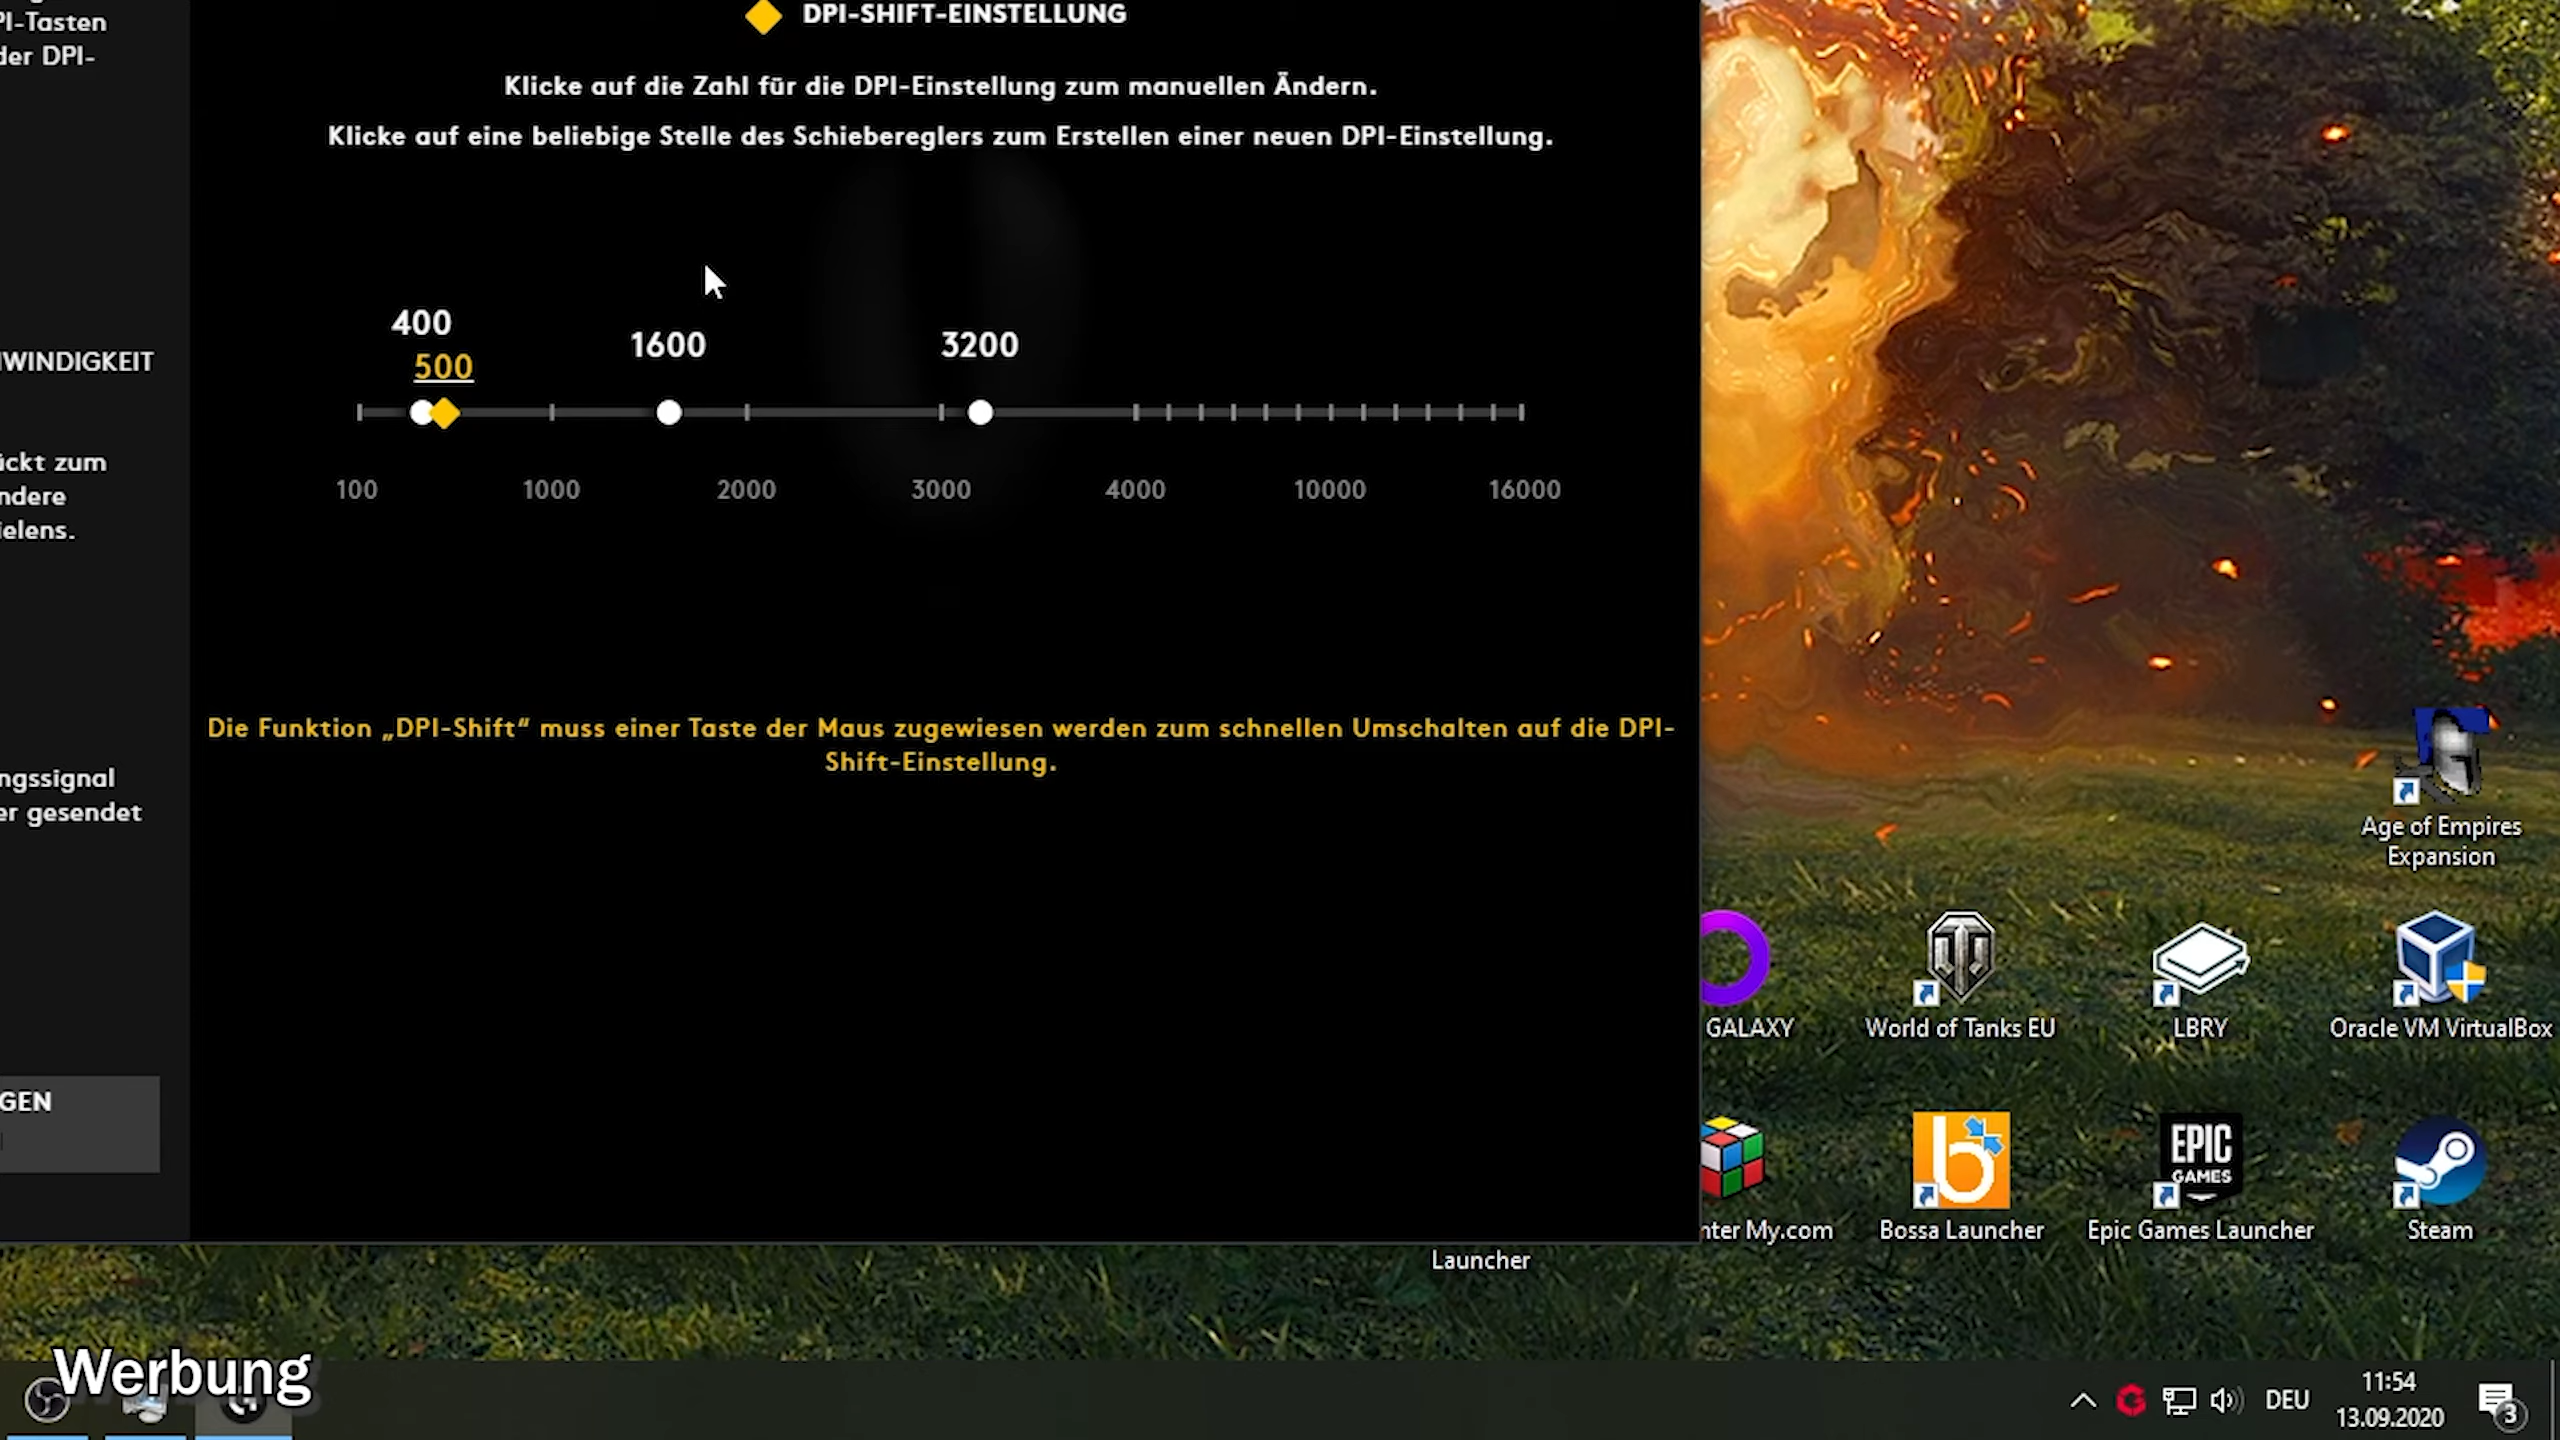 PI-Tasten
der DPI-
WINDIGKEIT
ückt zum
ndere
ielens.
ngssignal
er gesendet
GEN
DPI-SHIFT-EINSTELLUNG
Klicke auf die Zahl für die DPI-Einstellung zum manuellen Ändern.
Klicke auf eine beliebige Stelle des Schiebereglers zum Erstellen einer neuen DPI-Einstellung.
400
500
1600
3200
100 1000 2000 3000 4000 10000 16000
Die Funktion „DPI-Shift“ muss einer Taste der Maus zugewiesen werden zum schnellen Umschalten auf die DPI-
Shift-Einstellung.
Age of Empires
Expansion
GALAXY
World of Tanks EU
LBRY
Oracle VM VirtualBox
EPIC
GAMES
nter My.com
Bossa Launcher
Epic Games Launcher
Steam
Launcher
Werbung
DEU
11:54
13.09.2020
3